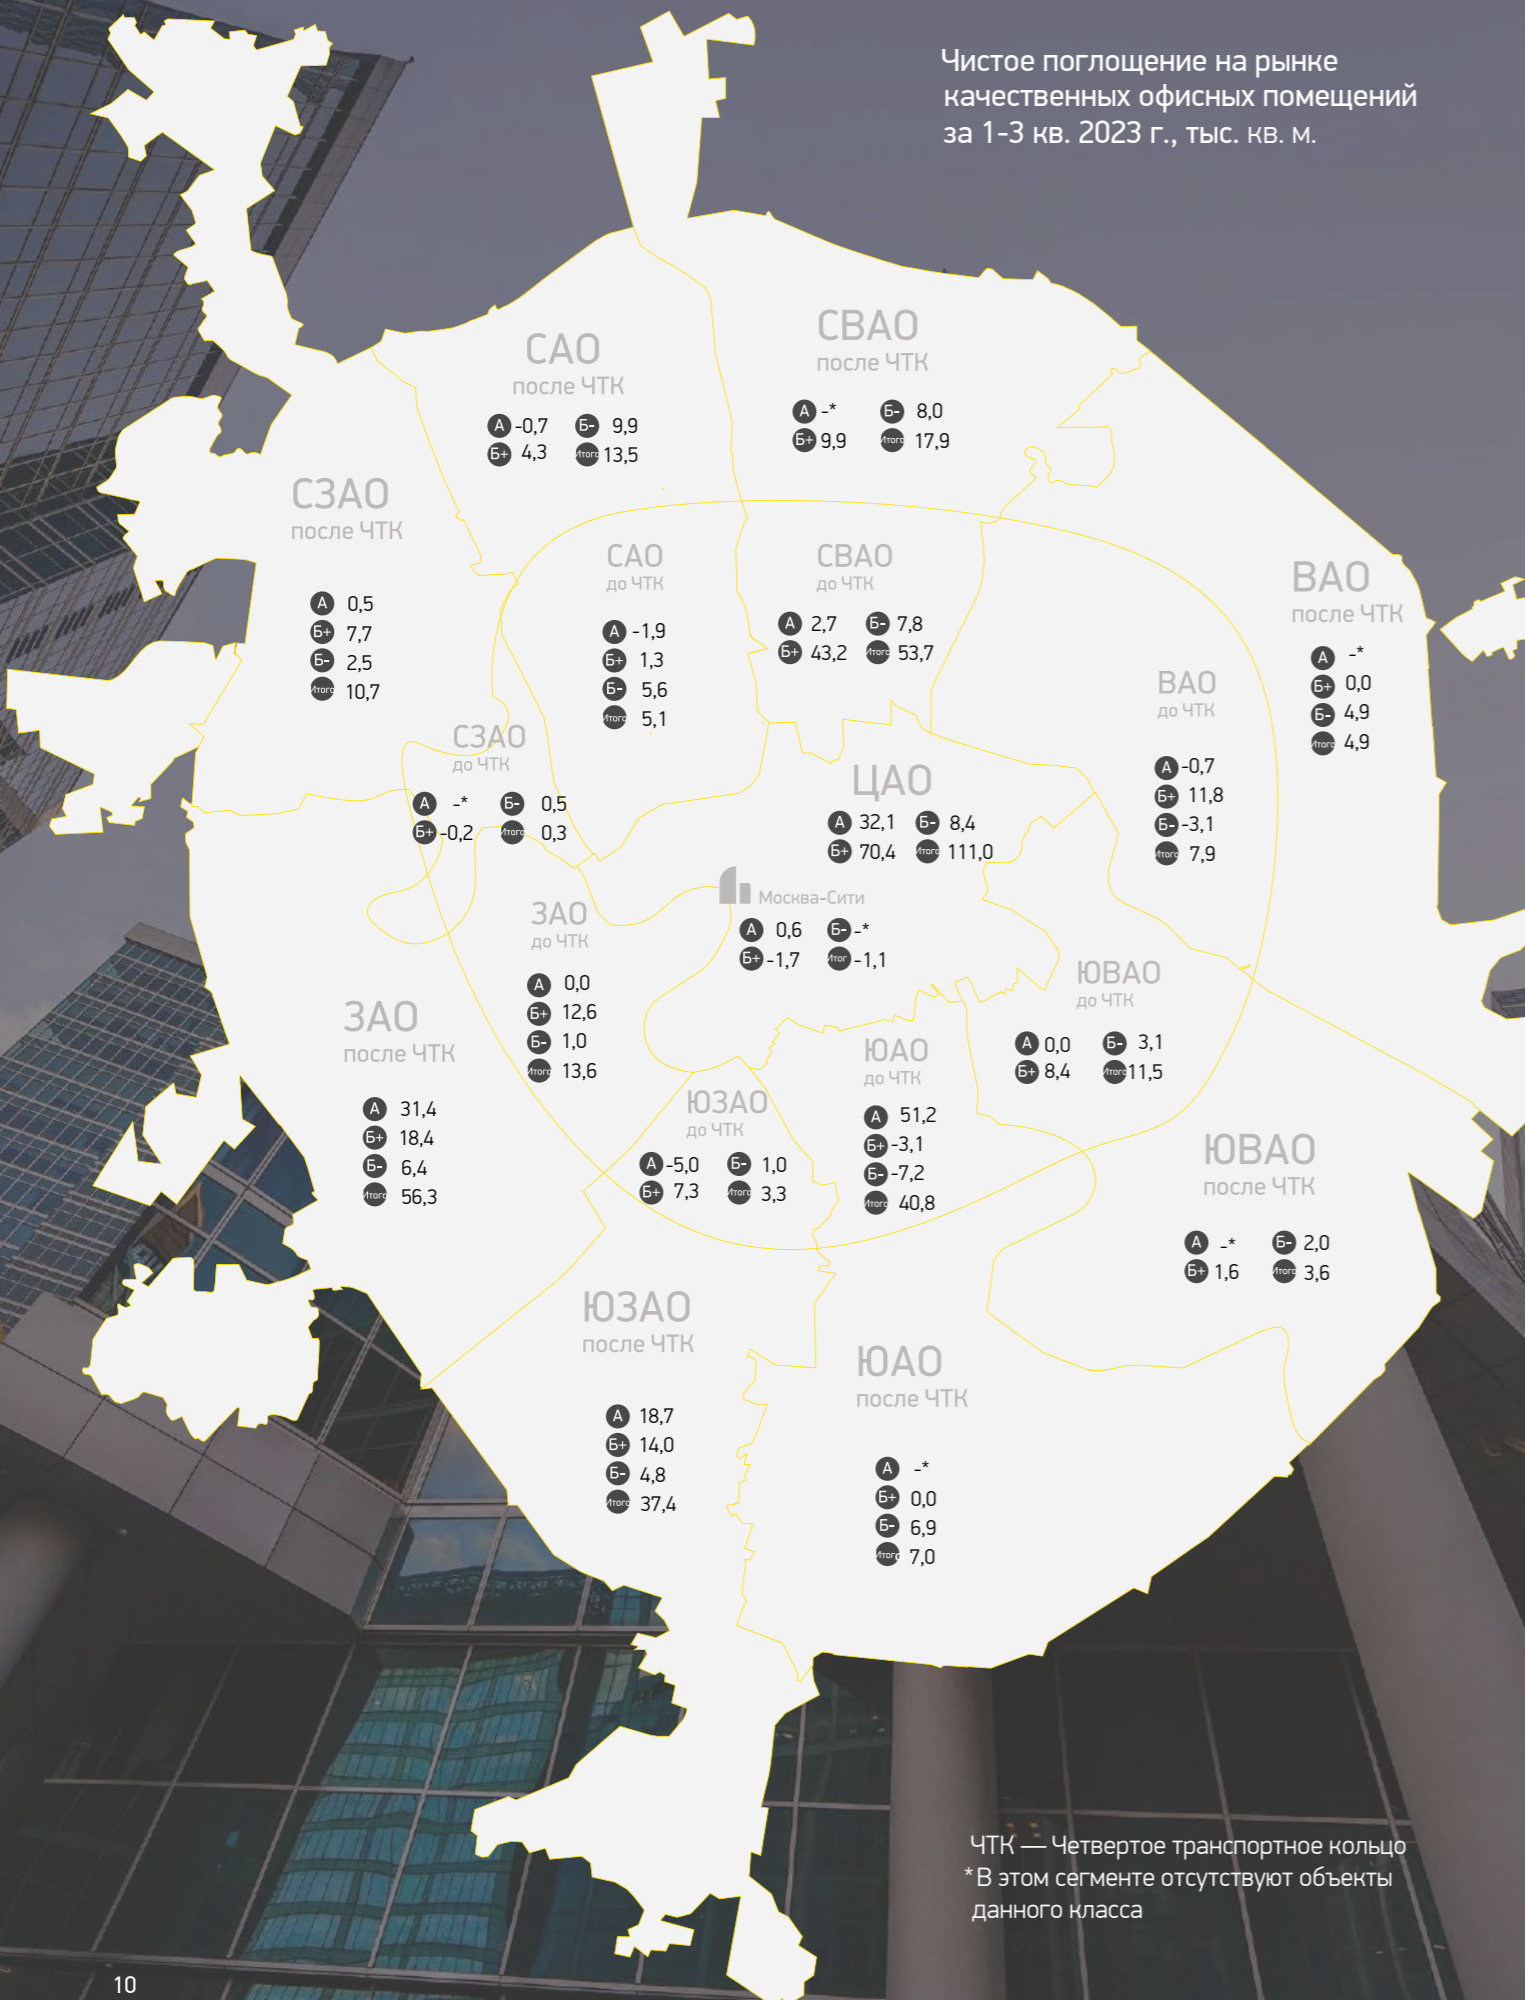 Чистое поглощение на рынке
качественных офисных помещений
за 1-3 кв. 2023 г., тыс. кв. м.
САО
после ЧТК
А -0,7 Б- 9,9
Б+ 4,3 Итого 13,5
СВАО
после ЧТК
А -* Б- 8,0
Б+ 9,9 Итого 17,9
СЗАО
после ЧТК
А 0,5
Б+ 7,7
Б- 2,5
Итого 10,7
САО
до ЧТК
А -1,9
Б+ 1,3
Б- 5,6
Итого 5,1
СВАО
до ЧТК
А 2,7 Б- 7,8
Б+ 43,2 Итого 53,7
ВАО
после ЧТК
А -*
Б+ 0,0
Б- 4,9
Итого 4,9
ВАО
до ЧТК
А -0,7
Б+ 11,8
Б- -3,1
Итого 7,9
СЗАО
до ЧТК
А -* Б- 0,5
Б+ -0,2 Итого 0,3
ЦАО
А 32,1 Б- 8,4
Б+ 70,4 Итого 111,0
Москва-Сити
А 0,6 Б- -*
Б+ -1,7 Итог -1,1
ЗАО
до ЧТК
А 0,0
Б+ 12,6
Б- 1,0
Итого 13,6
ЮВАО
до ЧТК
А 0,0 Б- 3,1
Б+ 8,4 Итого 11,5
ЗАО
после ЧТК
А 31,4
Б+ 18,4
Б- 6,4
Итого 56,3
ЮЗАО
до ЧТК
А -5,0 Б- 1,0
Б+ 7,3 Итого 3,3
ЮАО
до ЧТК
А 51,2
Б+ -3,1
Б- -7,2
Итого 40,8
ЮВАО
после ЧТК
А -* Б- 2,0
Б+ 1,6 Итого 3,6
ЮЗАО
после ЧТК
А 18,7
Б+ 14,0
Б- 4,8
Итого 37,4
ЮАО
после ЧТК
А -*
Б+ 0,0
Б- 6,9
Итого 7,0
ЧТК — Четвертое транспортное кольцо
*В этом сегменте отсутствуют объекты
данного класса
10